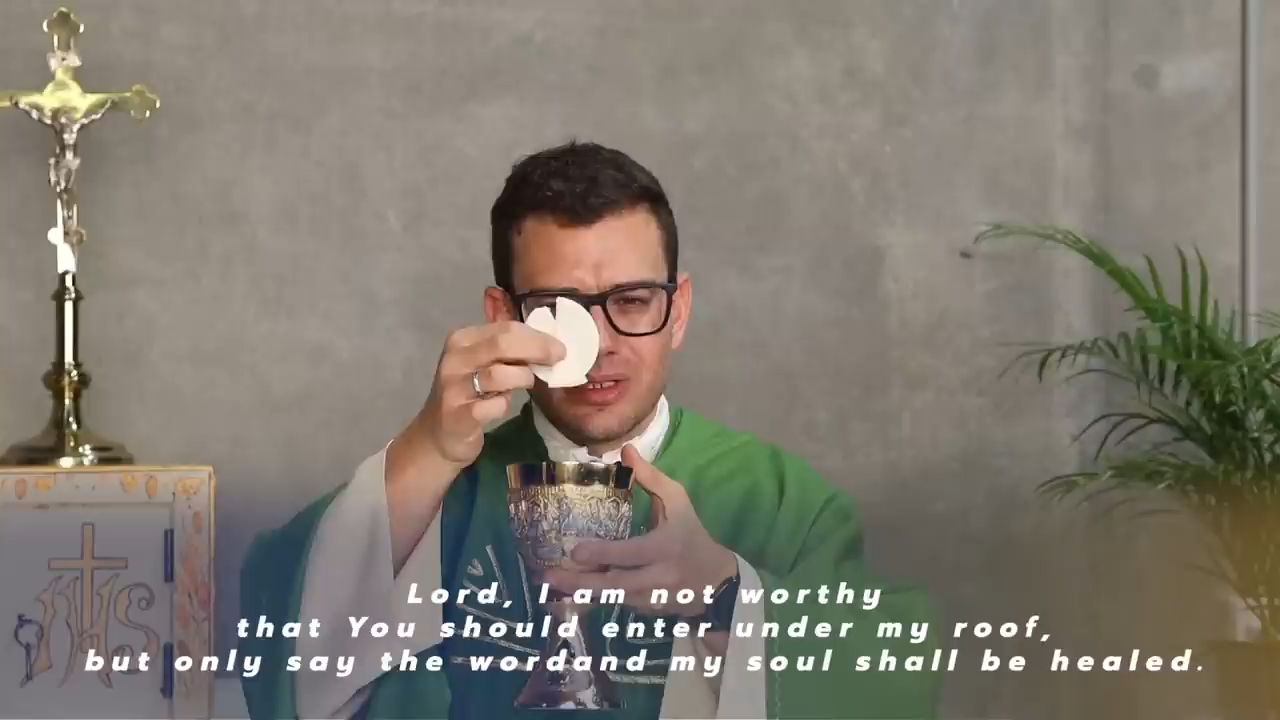 IHS
Lord, I am not worthy
that You should enter under my roof,
but only say the wordand my soul shall be healed.